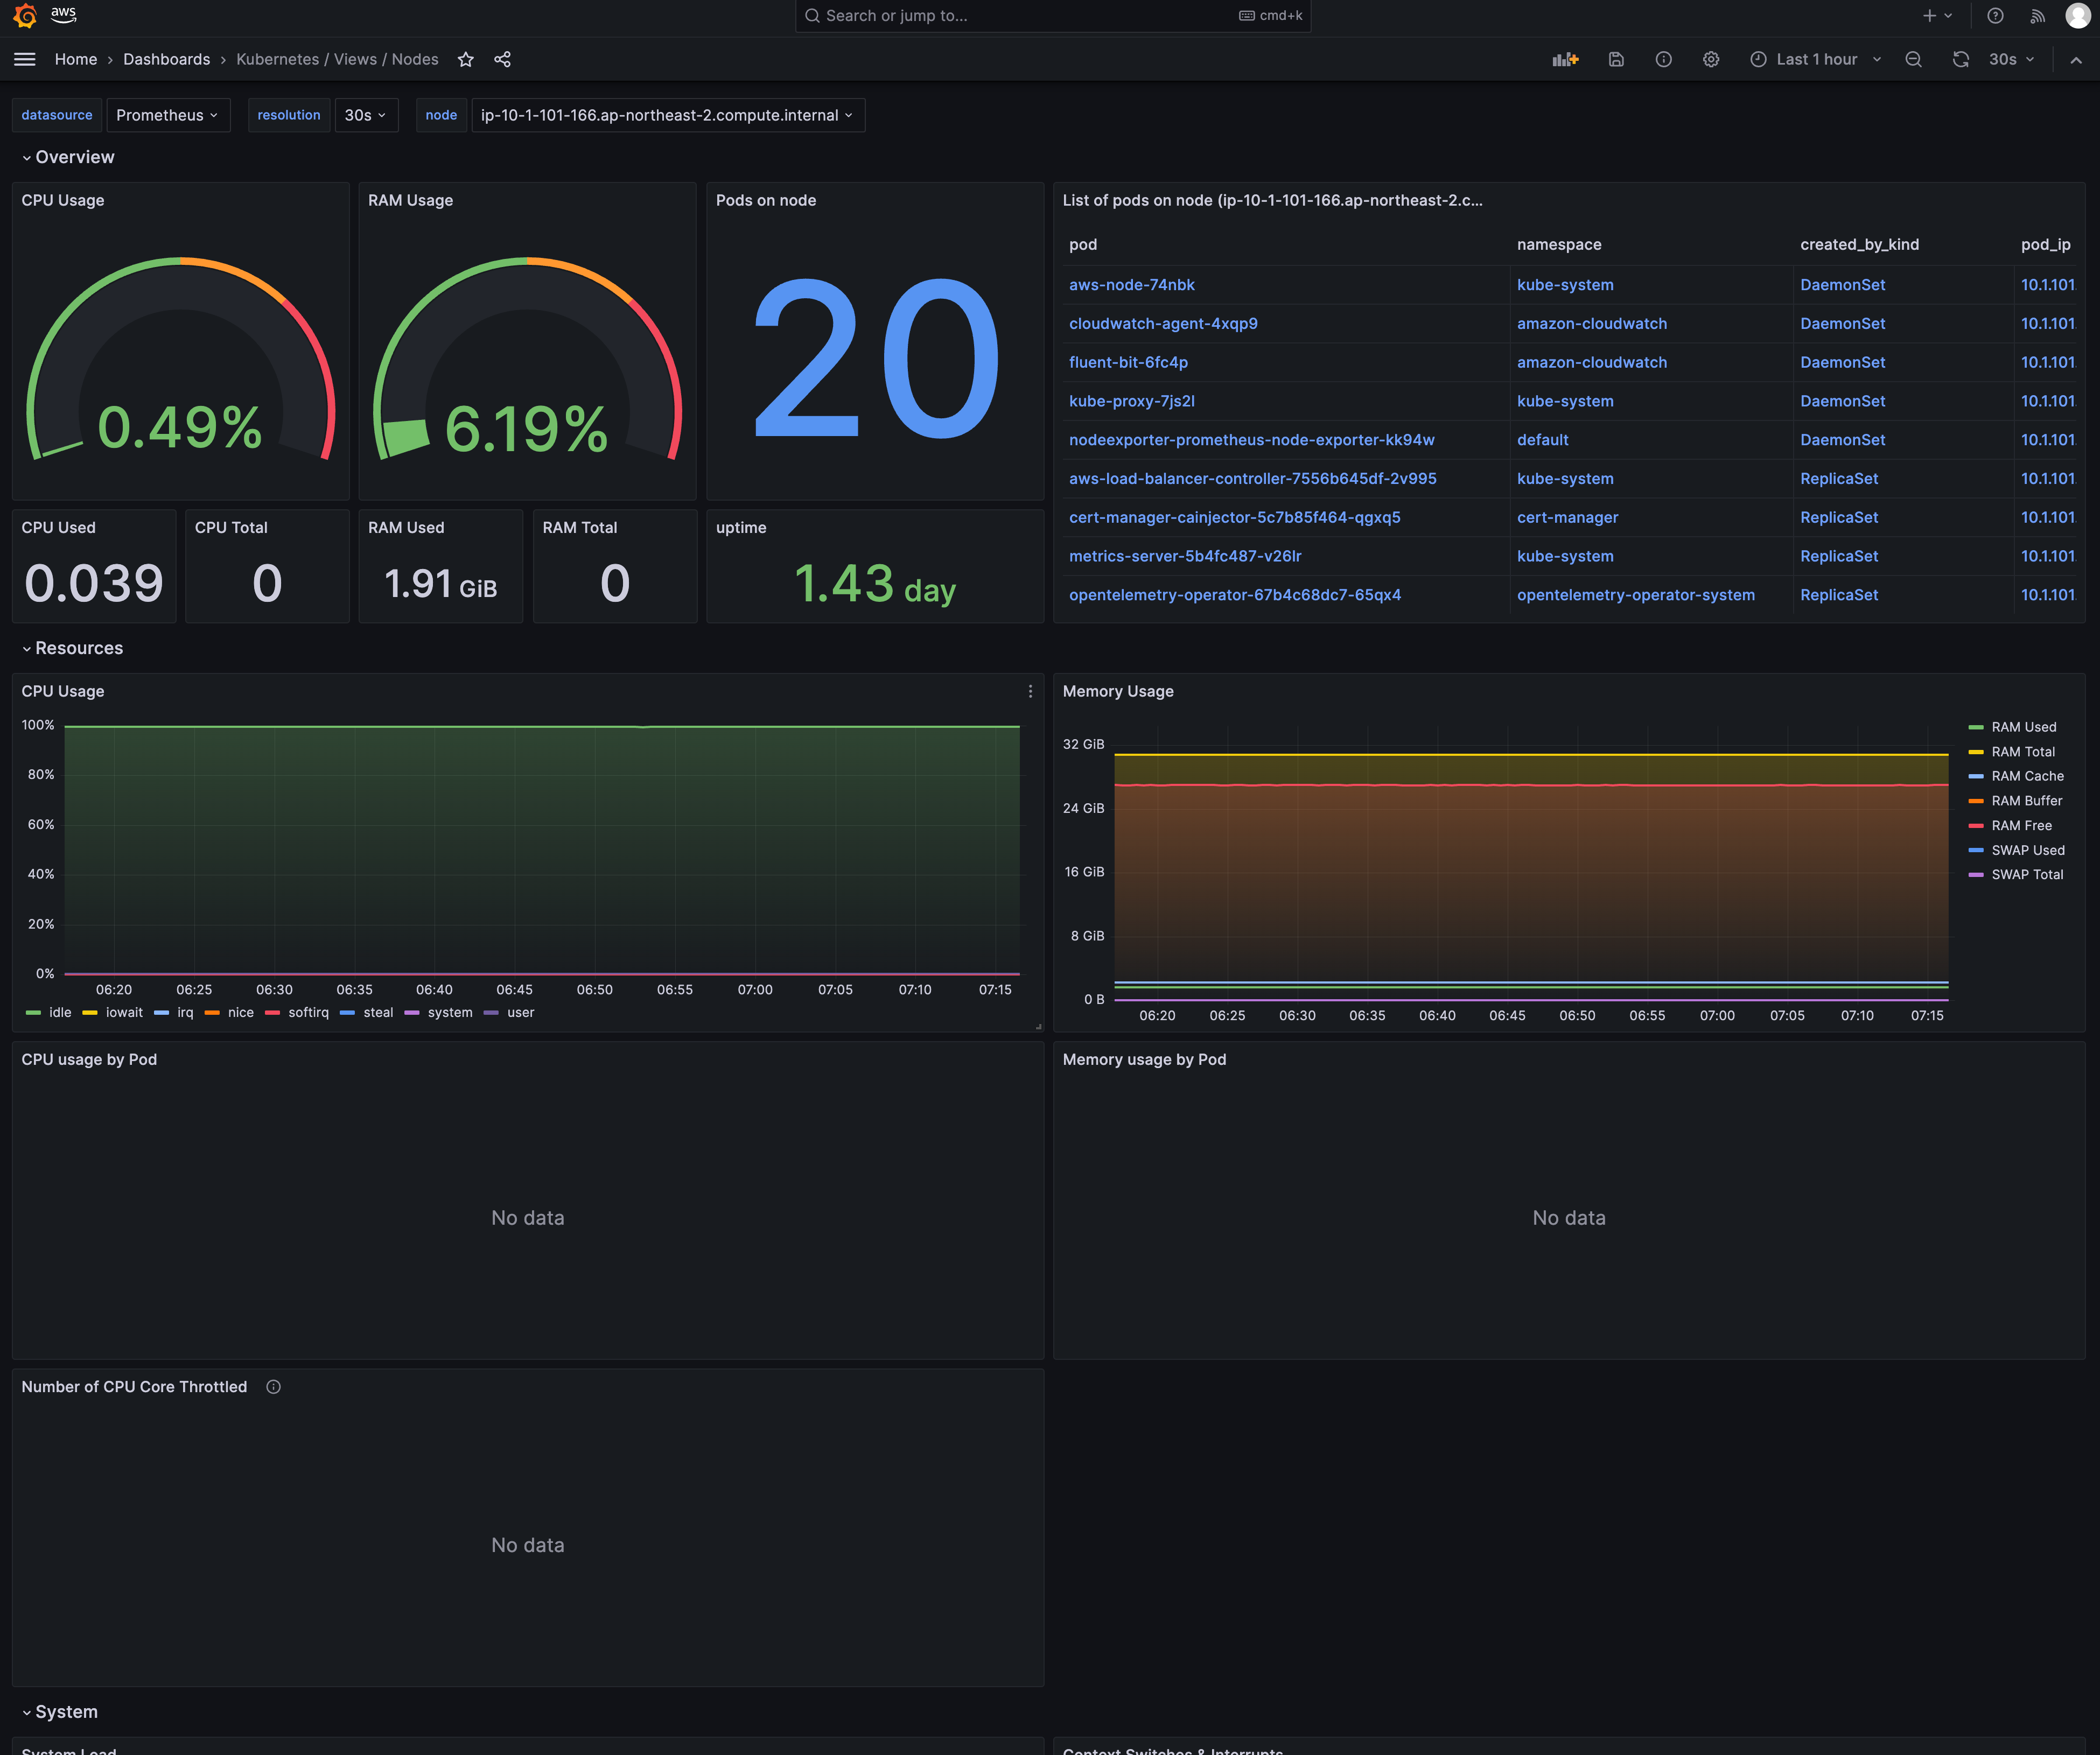 aws
Search or jump to...
cmd+k
Home › Dashboards › Kubernetes / Views / Nodes
Last 1 hour
30s
datasource
Prometheus
resolution
30s
node
ip-10-1-101-166.ap-northeast-2.compute.internal
Overview
CPU Usage
0.49%
RAM Usage
6.19%
Pods on node
20
List of pods on node (ip-10-1-101-166.ap-northeast-2.c...
pod namespace created_by_kind pod_ip
aws-node-74nbk kube-system DaemonSet 10.1.101.
cloudwatch-agent-4xqp9 amazon-cloudwatch DaemonSet 10.1.101.
fluent-bit-6fc4p amazon-cloudwatch DaemonSet 10.1.101.
kube-proxy-7js2l kube-system DaemonSet 10.1.101.
nodeexporter-prometheus-node-exporter-kk94w default DaemonSet 10.1.101.
aws-load-balancer-controller-7556b645df-2v995 kube-system ReplicaSet 10.1.101.
cert-manager-cainjector-5c7b85f464-qgxq5 cert-manager ReplicaSet 10.1.101.
metrics-server-5b4fc487-v26lr kube-system ReplicaSet 10.1.101.
opentelemetry-operator-67b4c68dc7-65qx4 opentelemetry-operator-system ReplicaSet 10.1.101.
CPU Used
0.039
CPU Total
0
RAM Used
1.91 GiB
RAM Total
0
uptime
1.43 day
Resources
CPU Usage
100%
80%
60%
40%
20%
0%
06:20 06:25 06:30 06:35 06:40 06:45 06:50 06:55 07:00 07:05 07:10 07:15
idle iowait irq nice softirq steal system user
Memory Usage
32 GiB
24 GiB
16 GiB
8 GiB
0 B
06:20 06:25 06:30 06:35 06:40 06:45 06:50 06:55 07:00 07:05 07:10 07:15
RAM Used
RAM Total
RAM Cache
RAM Buffer
RAM Free
SWAP Used
SWAP Total
CPU usage by Pod
No data
Memory usage by Pod
No data
Number of CPU Core Throttled
No data
System
System Load
Context Switches & Interrupts